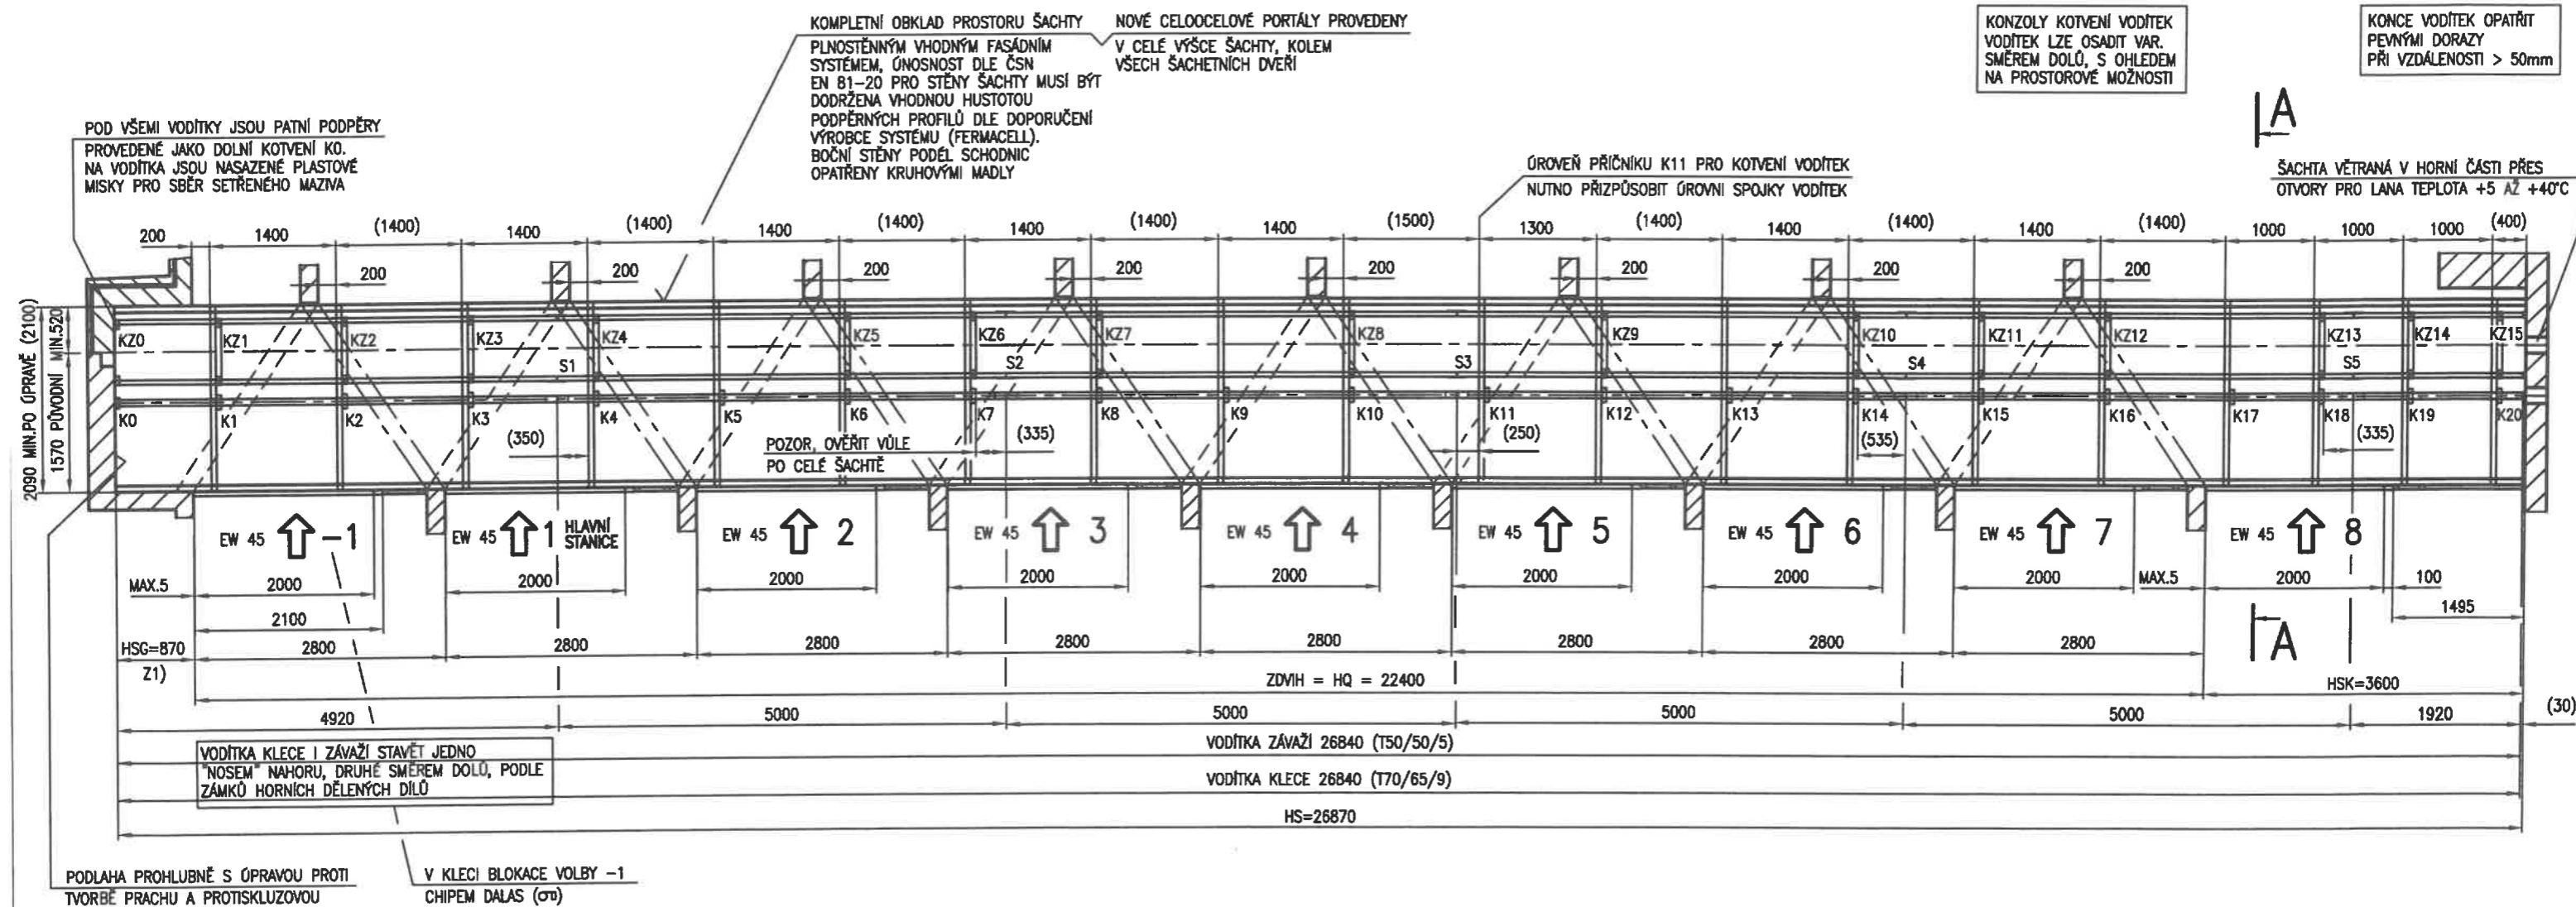 KOMPLETNÍ OBKLAD PROSTORU ŠACHTY
PLNOSTĚNNÝM VHODNÝM FASÁDNÍM
SYSTÉMEM, ÚNOSNOST DLE ČSN
EN 81-20 PRO STĚNY ŠACHTY MUSÍ BÝT
DODRŽENA VHODNOU HUSTOTOU
PODPĚRNÝCH PROFILŮ DLE DOPORUČENÍ
VÝROBCE SYSTÉMU (FERMACELL).
BOČNÍ STĚNY PODÉL SCHODNIC
OPATŘENY KRUHOVÝMI MADLY
NOVÉ CELOOCELOVÉ PORTÁLY PROVEDENY
V CELÉ VÝŠCE ŠACHTY, KOLEM
VŠECH ŠACHETNÍCH DVEŘÍ
KONZOLY KOTVENÍ VODÍTEK
VODÍTEK LZE OSADIT VAR.
SMĚREM DOLŮ, S OHLEDEM
NA PROSTOROVÉ MOŽNOSTI
KONCE VODÍTEK OPATŘIT
PEVNÝMI DORAZY
PŘI VZDÁLENOSTI > 50mm
A
POD VŠEMI VODÍTKY JSOU PATNÍ PODPĚRY
PROVEDENÉ JAKO DOLNÍ KOTVENÍ KO.
NA VODÍTKA JSOU NASAZENÉ PLASTOVÉ
MISKY PRO SBĚR SETŘENÉHO MAZIVA
ÚROVEŇ PŘÍČNÍKU K11 PRO KOTVENÍ VODÍTEK
NUTNO PŘIZPŮSOBIT ÚROVNI SPOJKY VODÍTEK
ŠACHTA VĚTRANÁ V HORNÍ ČÁSTI PŘES
OTVORY PRO LANA TEPLOTA +5 AŽ +40°C
200 1400 (1400) 1400 (1400) 1400 (1400) 1400 (1400) 1400 (1500) 1300 (1400) 1400 (1400) 1400 (1400) 1000 1000 1000 (400)
200 200 200 200 200 200 200 200
2090 MIN.PO ÚPRAVĚ (2100)
1570 PŮVODNÍ
MIN.520
KZ0 KZ1 KZ2 KZ3 KZ4 KZ5 KZ6 KZ7 KZ8 KZ9 KZ10 KZ11 KZ12 KZ13 KZ14 KZ15
S1 S2 S3 S4 S5
K0 K1 K2 K3 K4 K5 K6 K7 K8 K9 K10 K11 K12 K13 K14 K15 K16 K17 K18 K19 K20
(350) (335) (250) (535) (335)
POZOR, OVĚŘIT VŮLE
PO CELÉ ŠACHTĚ
EW 45 -1 EW 45 1 HLAVNÍ
STANICE
EW 45 2 EW 45 3 EW 45 4 EW 45 5 EW 45 6 EW 45 7 EW 45 8
MAX.5 2000 2000 2000 2000 2000 2000 2000 2000 MAX.5 2000 100
2100 1495
A
HSG=870 2800 2800 2800 2800 2800 2800 2800 2800
Z1)
ZDVIH = HQ = 22400 HSK=3600
4920 5000 5000 5000 5000 1920 (30)
VODÍTKA ZÁVAŽÍ 26840 (T50/50/5)
VODÍTKA KLECE 26840 (T70/65/9)
HS=26870
VODÍTKA KLECE I ZÁVAŽÍ STAVĚT JEDNO
"NOSEM" NAHORU, DRUHÉ SMĚREM DOLŮ, PODLE
ZÁMKŮ HORNÍCH DĚLENÝCH DÍLŮ
PODLAHA PROHLUBNĚ S ÚPRAVOU PROTI
TVORBĚ PRACHU A PROTISKLUZOVOU
V KLECI BLOKACE VOLBY -1
CHIPEM DALAS